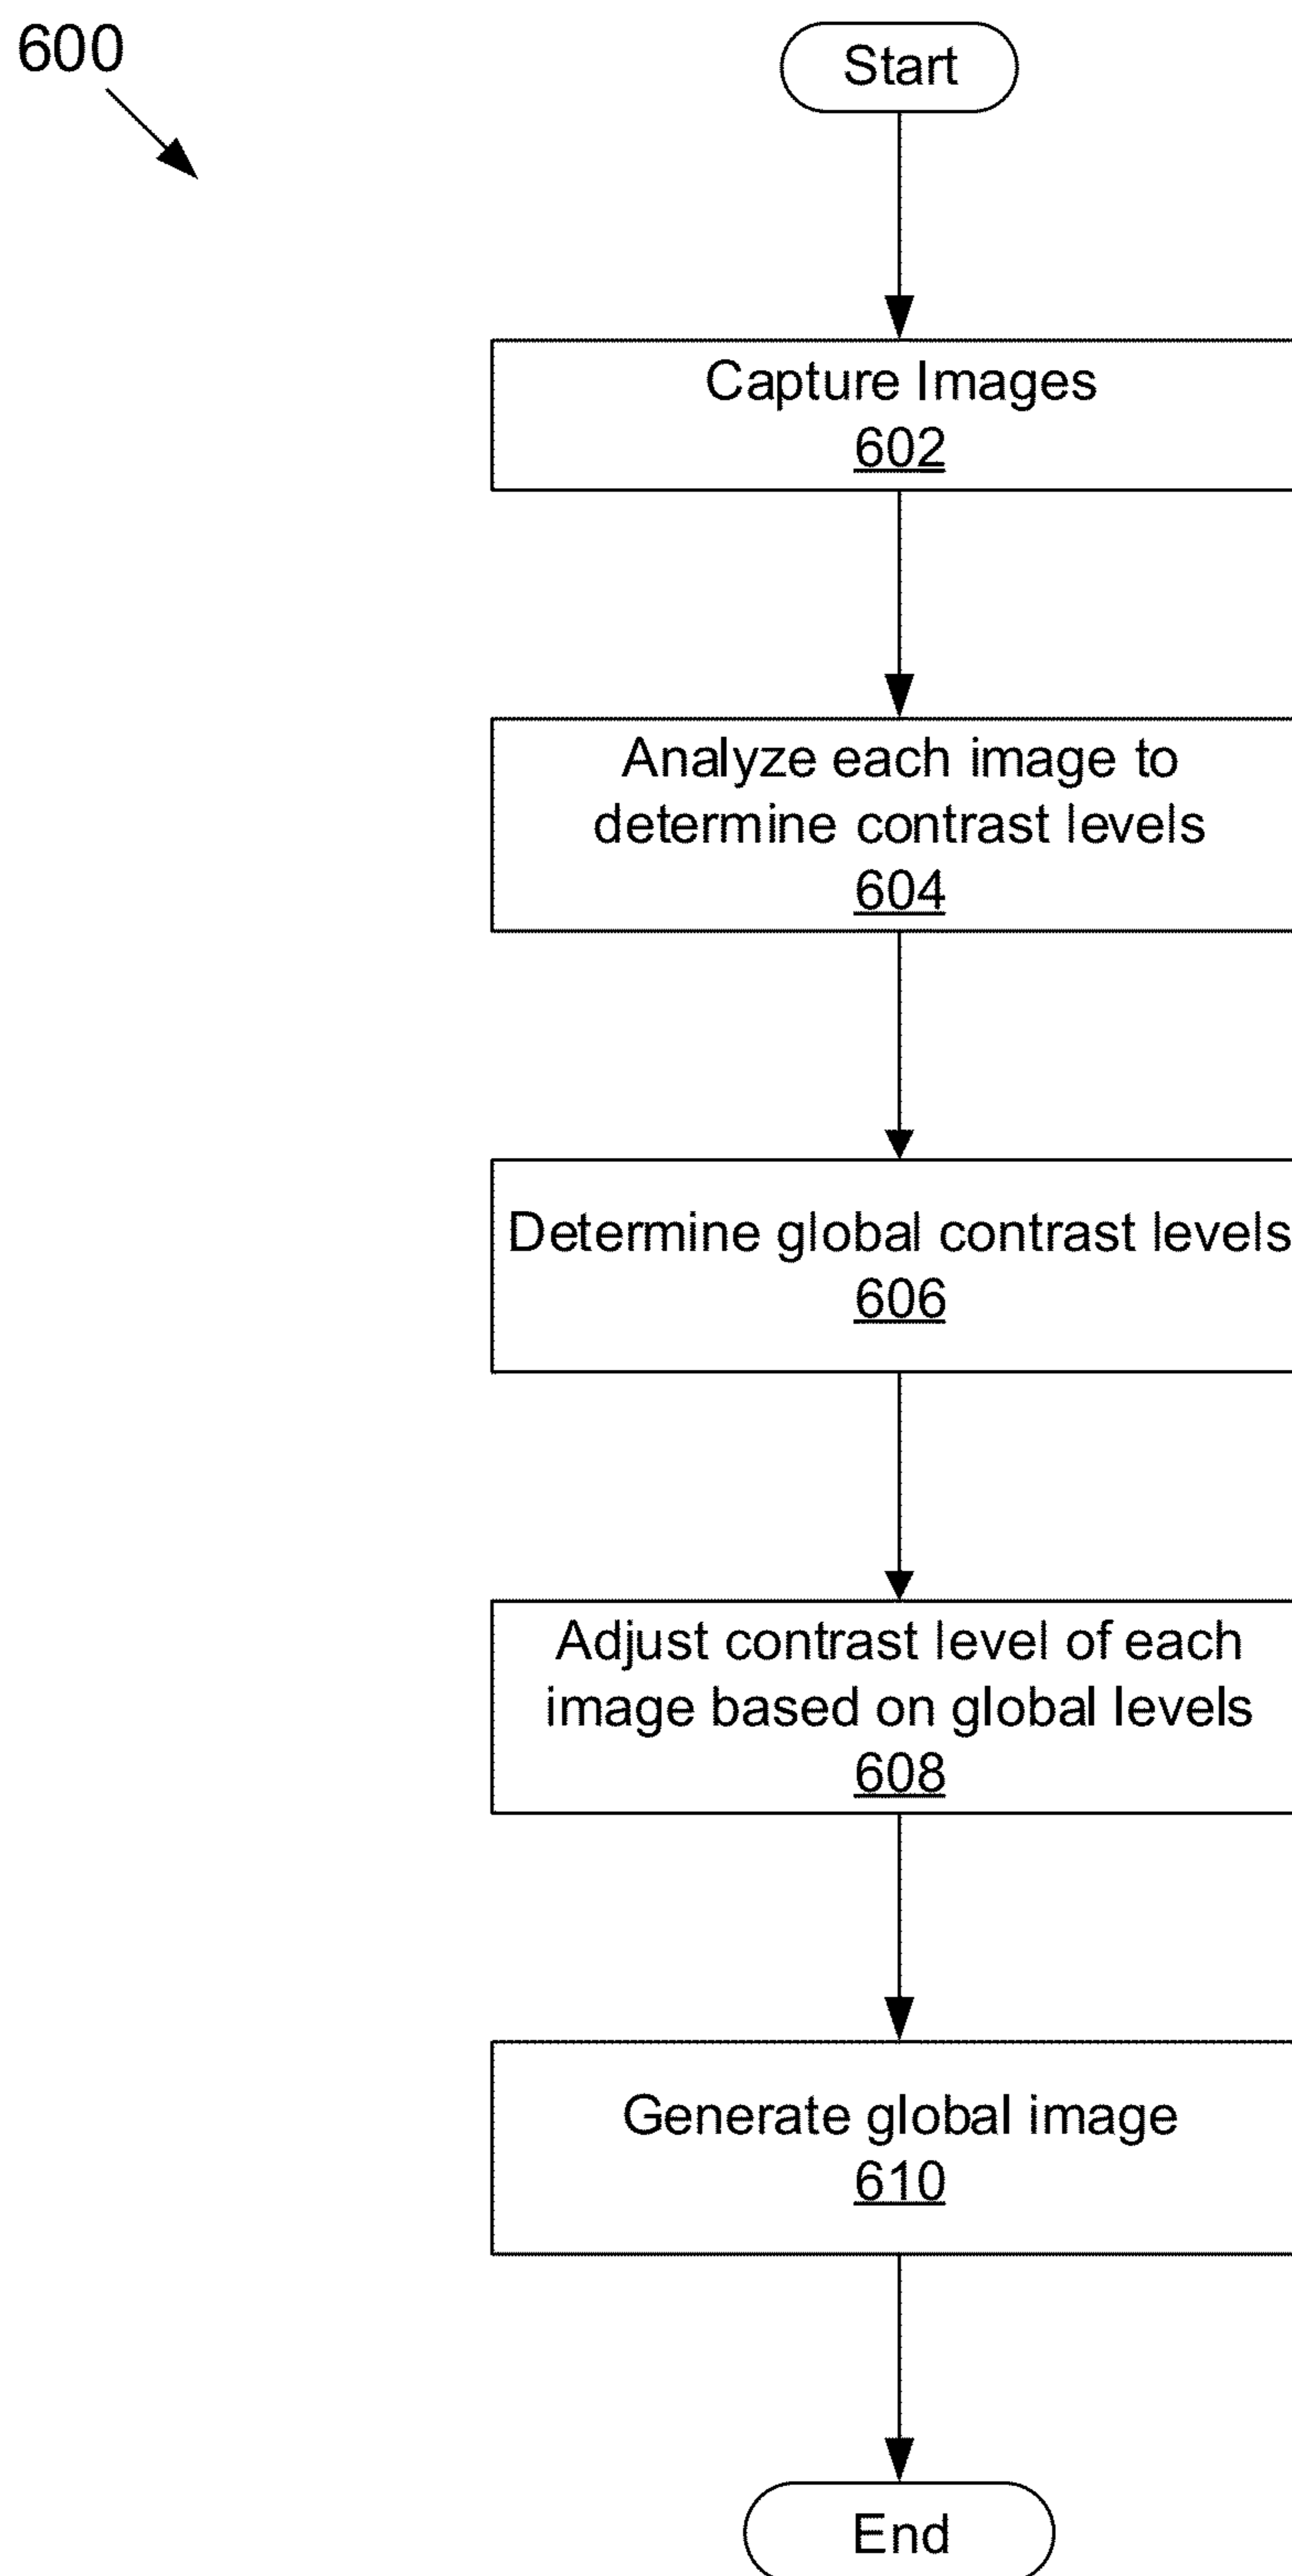 600
Start
Capture Images
602
Analyze each image to
determine contrast levels
604
Determine global contrast levels
606
Adjust contrast level of each
image based on global levels
608
Generate global image
610
End